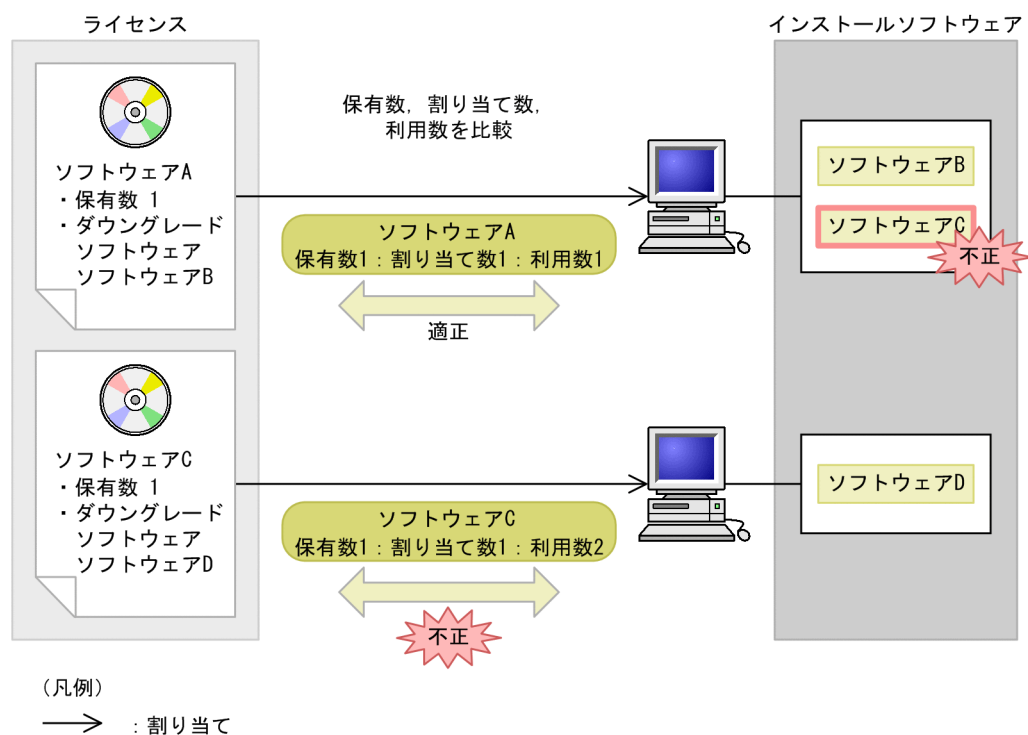 ライセンス
インストールソフトウェア
ソフトウェアA
・保有数 1
・ダウングレード
ソフトウェア
ソフトウェアB
保有数，割り当て数，
利用数を比較
ソフトウェアA
保有数1：割り当て数1：利用数1
適正
ソフトウェアB
ソフトウェアC
不正
ソフトウェアC
・保有数 1
・ダウングレード
ソフトウェア
ソフトウェアD
ソフトウェアC
保有数1：割り当て数1：利用数2
不正
ソフトウェアD
（凡例）
：割り当て